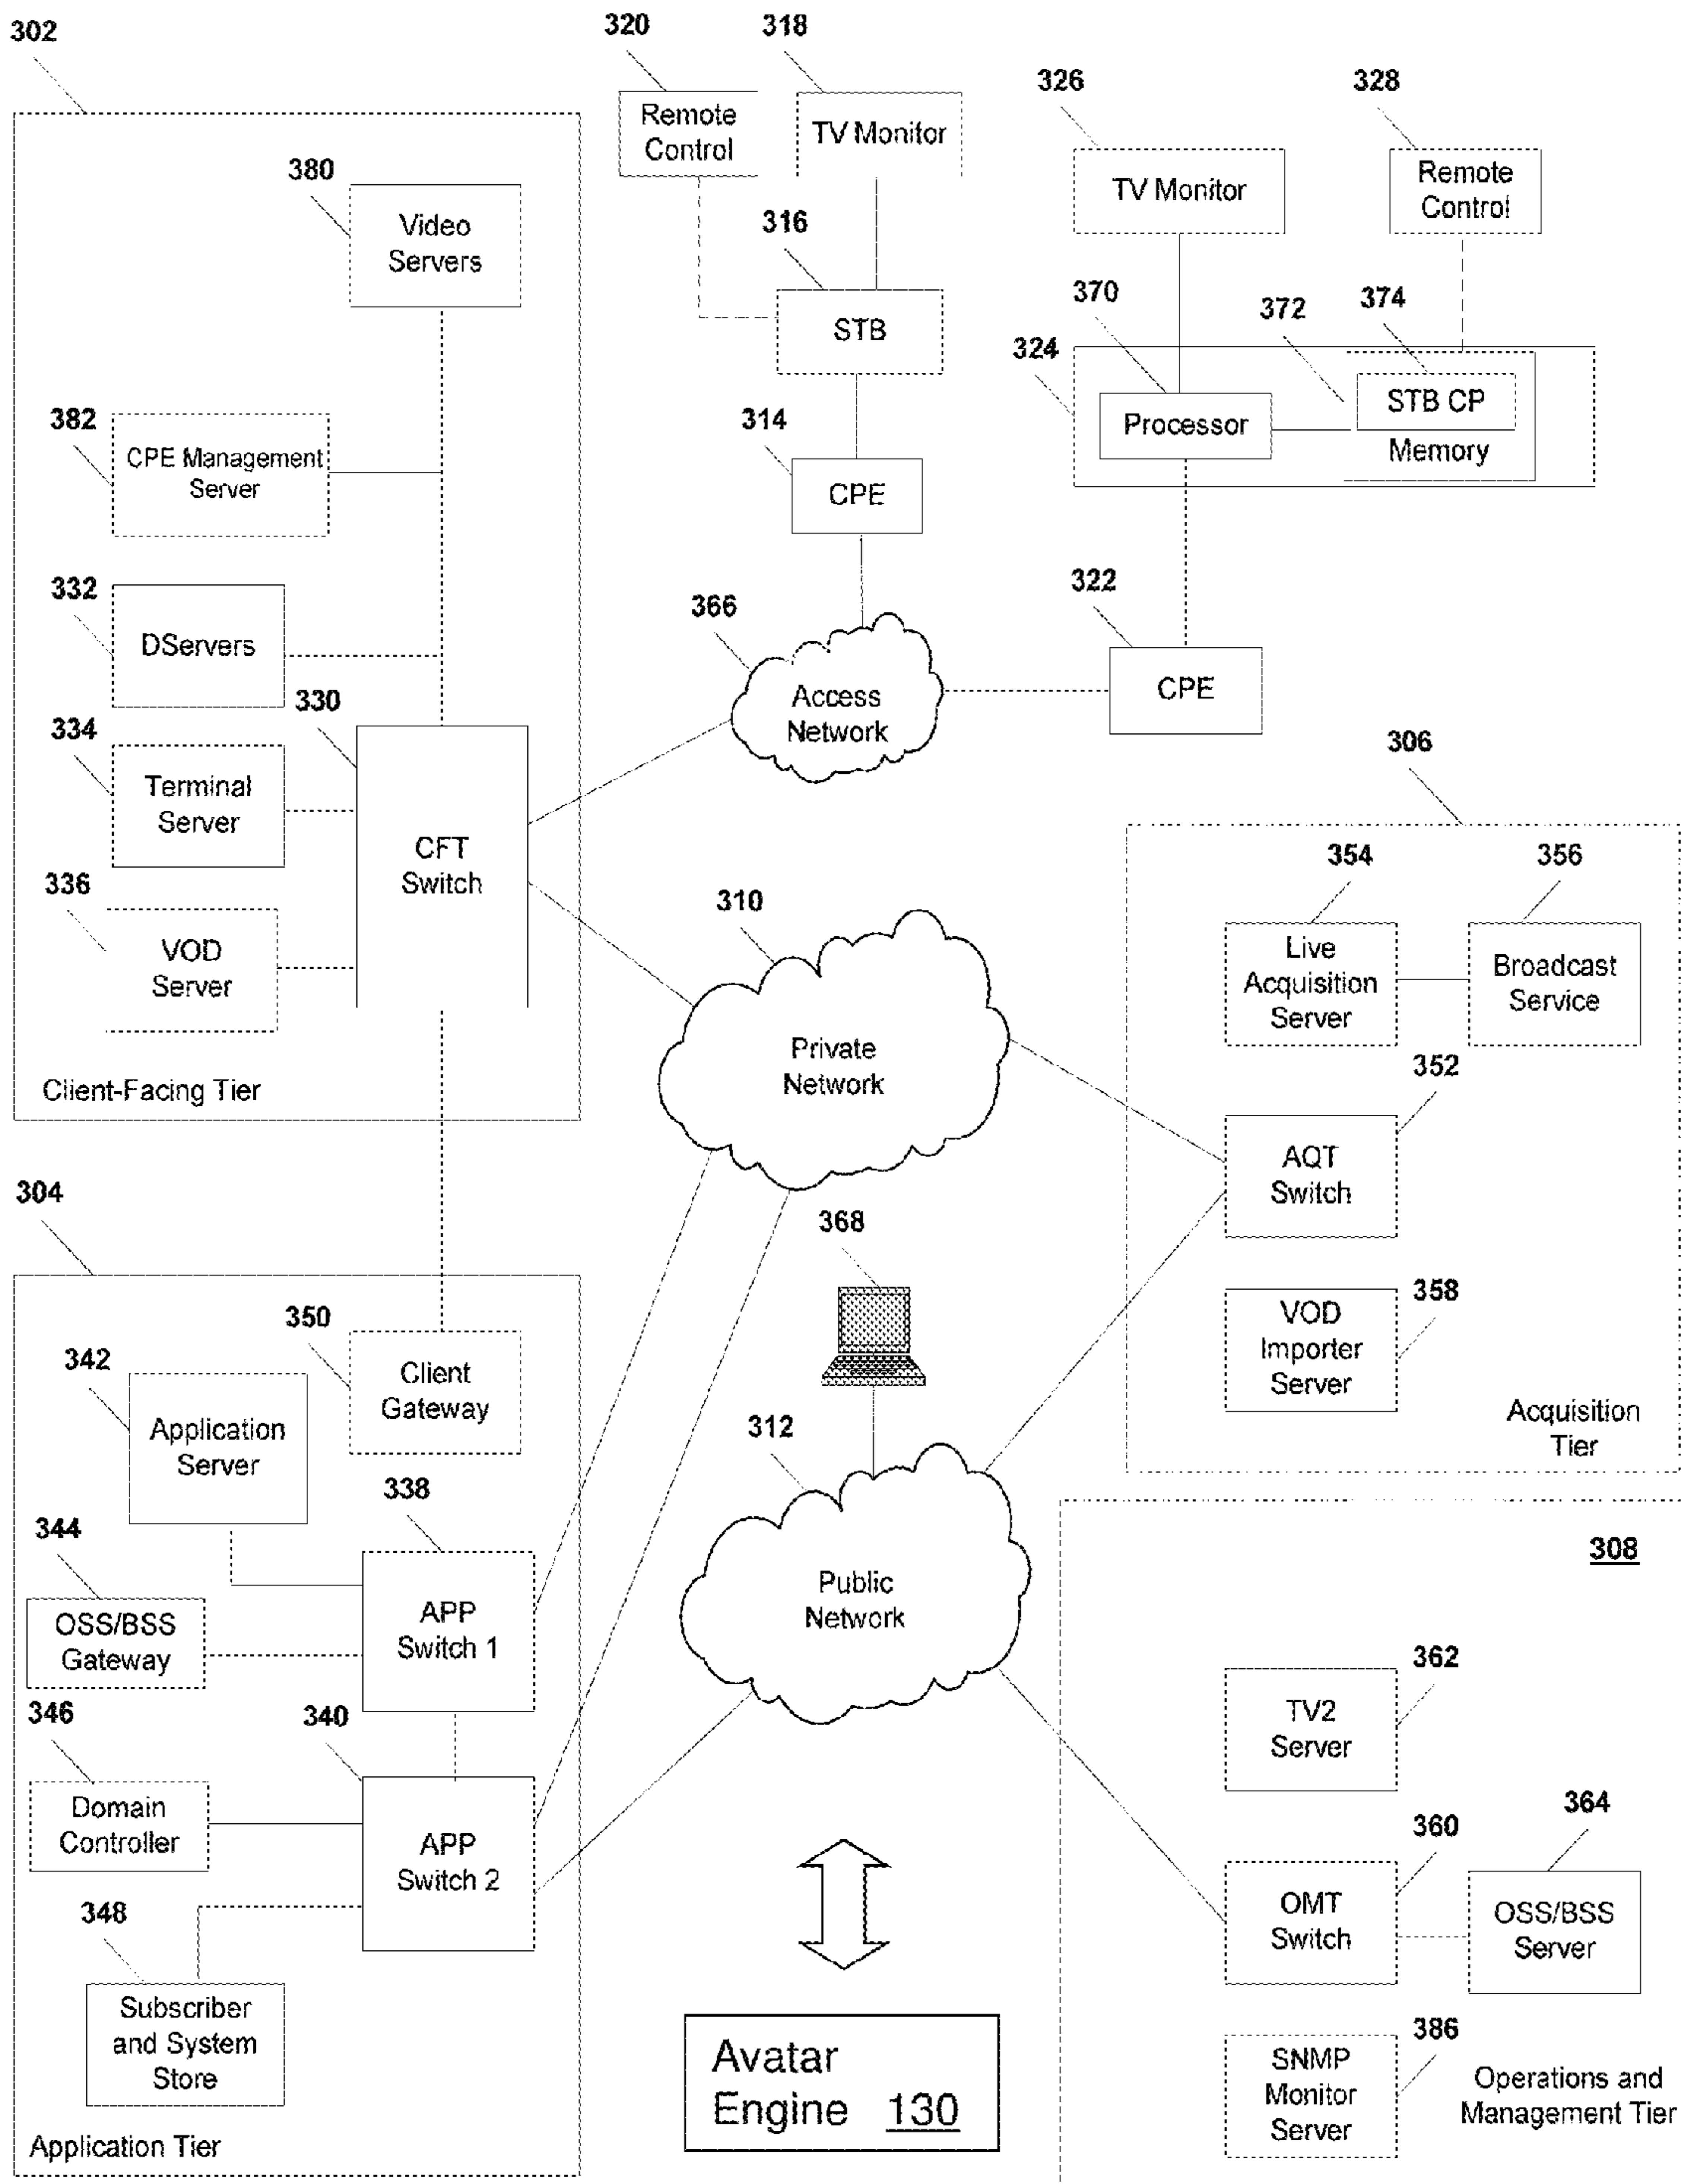 302
320
318
326
328
Remote
Control
TV Monitor
TV Monitor
Remote
Control
380
Video
Servers
316
STB
370
372
374
324
STB CP
Processor
Memory
382
CPE Management
Server
314
CPE
332
DServers
322
CPE
366
Access
Network
330
334
Terminal
Server
306
336
VOD
Server
CFT
Switch
354
356
310
Live
Acquisition
Server
Broadcast
Service
Private
Network
352
Client-Facing Tier
AQT
Switch
304
368
358
VOD
Importer
Server
350
Client
Gateway
342
Application
Server
312
Acquisition
Tier
338
344
308
OSS/BSS
Gateway
APP
Switch 1
Public
Network
362
TV2
Server
346
340
Domain
Controller
APP
Switch 2
360
364
OMT
Switch
OSS/BSS
Server
348
Subscriber
and System
Store
386
SNMP
Monitor
Server
Operations and
Management Tier
Avatar
Engine 130
Application Tier